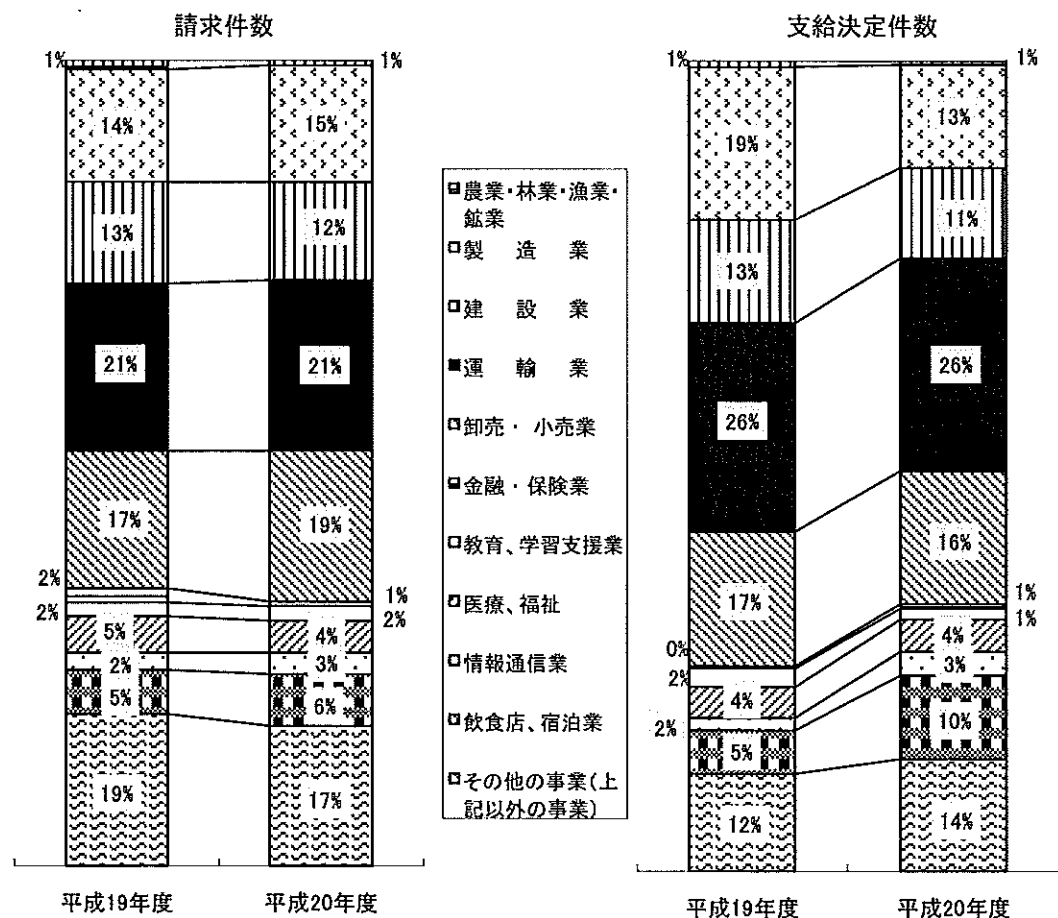 請求件数
1%
1%
14%
15%
13%
12%
21%
21%
17%
19%
2%
1%
2%
2%
5%
4%
2%
3%
5%
6%
19%
17%
平成19年度
平成20年度
農業・林業・漁業・
鉱業
製造業
建設業
運輸業
卸売・小売業
金融・保険業
教育、学習支援業
医療、福祉
情報通信業
飲食店、宿泊業
その他の事業(上
記以外の事業)
支給決定件数
1%
1%
19%
13%
13%
11%
26%
26%
17%
16%
0%
1%
2%
1%
4%
4%
2%
3%
5%
10%
12%
14%
平成19年度
平成20年度